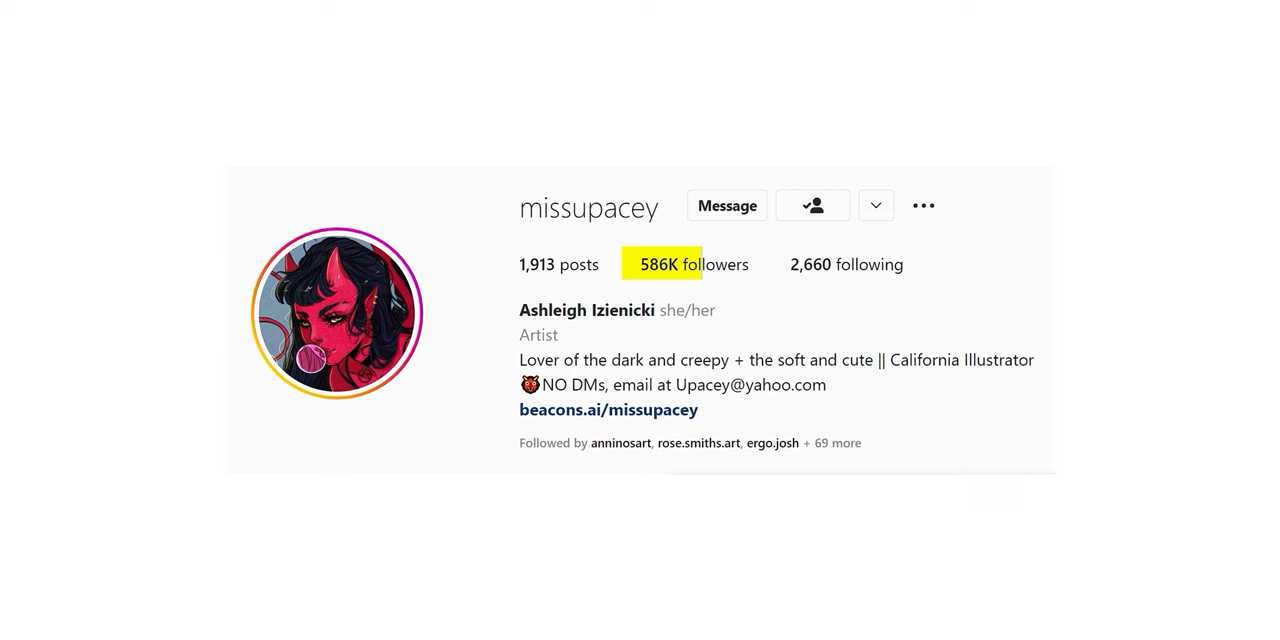 missupacey Message
1,913 posts 586K followers 2,660 following
Ashleigh Izienicki she/her
Artist
Lover of the dark and creepy + the soft and cute || California Illustrator
👹NO DMs, email at Upacey@yahoo.com
beacons.ai/missupacey
Followed by anninosart, rose.smiths.art, ergo.josh + 69 more